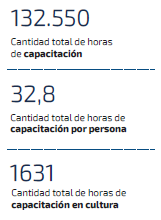 132.550
Cantidad total de horas
de capacitación
32,8
Cantidad total de horas de
capacitación por persona
1631
Cantidad total de horas de
capacitación en cultura